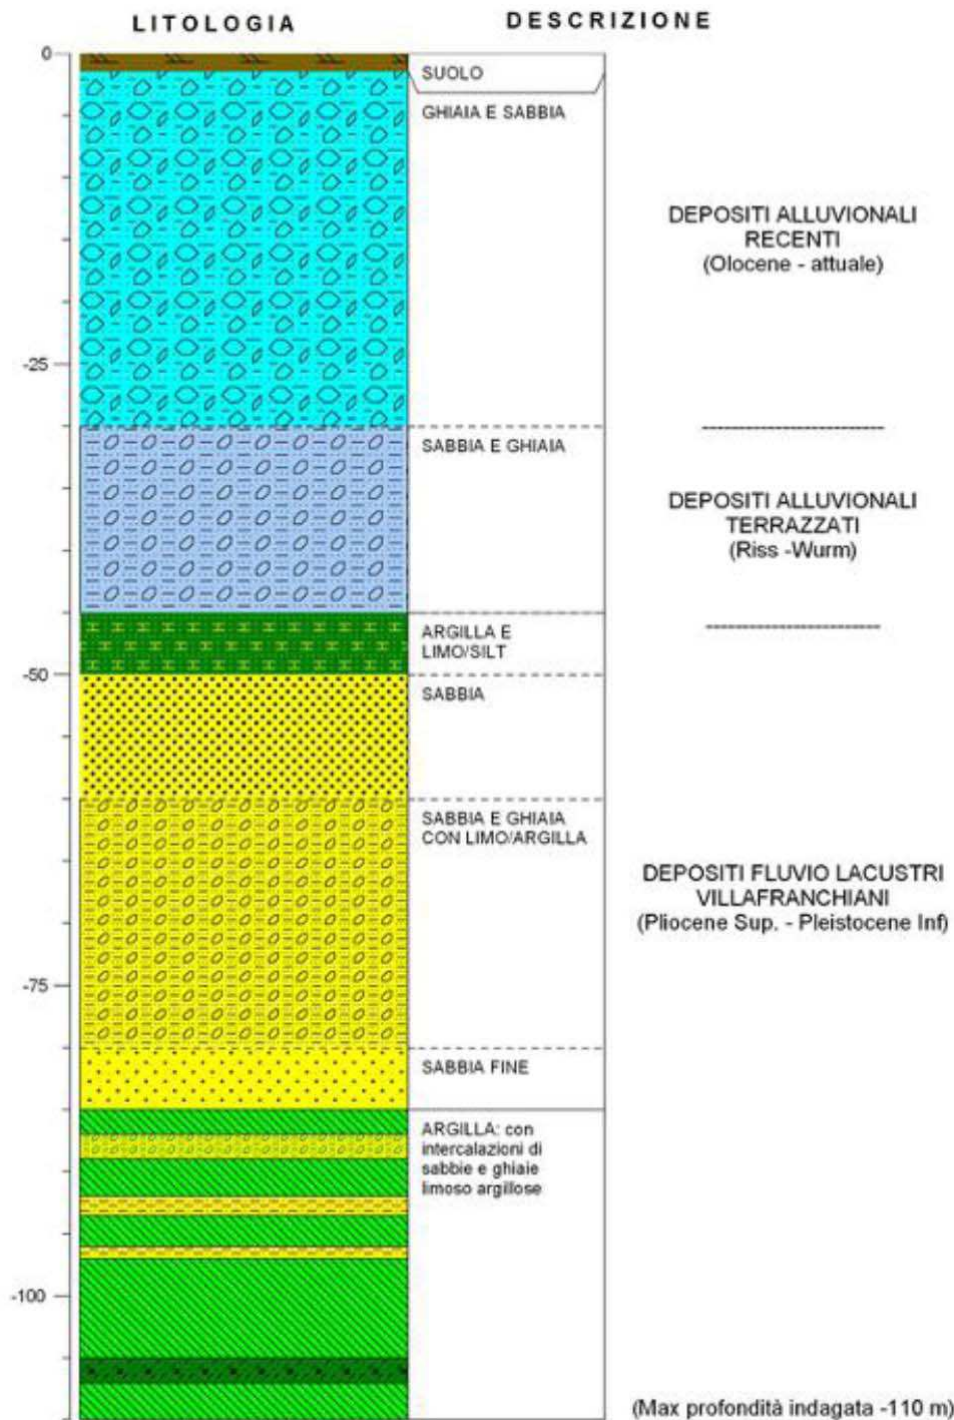 LITOLOGIA
DESCRIZIONE
0
SUOLO
GHIAIA E SABBIA
DEPOSITI ALLUVIONALI
RECENTI
(Olocene - attuale)
-25
SABBIA E GHIAIA
DEPOSITI ALLUVIONALI
TERRAZZATI
(Riss -Wurm)
ARGILLA E
LIMO/SILT
-50
SABBIA
SABBIA E GHIAIA
CON LIMO/ARGILLA
DEPOSITI FLUVIO LACUSTRI
VILLAFRANCHIANI
(Pliocene Sup. - Pleistocene Inf)
-75
SABBIA FINE
ARGILLA: con
intercalazioni di
sabbie e ghiaie
limoso argillose
-100
(Max profondità indagata -110 m)